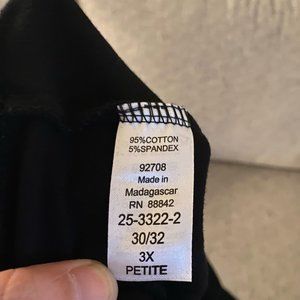 95%COTTON
5%SPANDEX
92708
Made in
Madagascar
RN 88842
25-3322-2
30/32
3X
PETITE